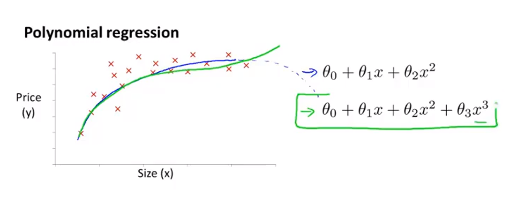 Polynomial regression
Price
(y)
Size (x)
→ θ₀ + θ₁x + θ₂x²
→ θ₀ + θ₁x + θ₂x² + θ₃x³